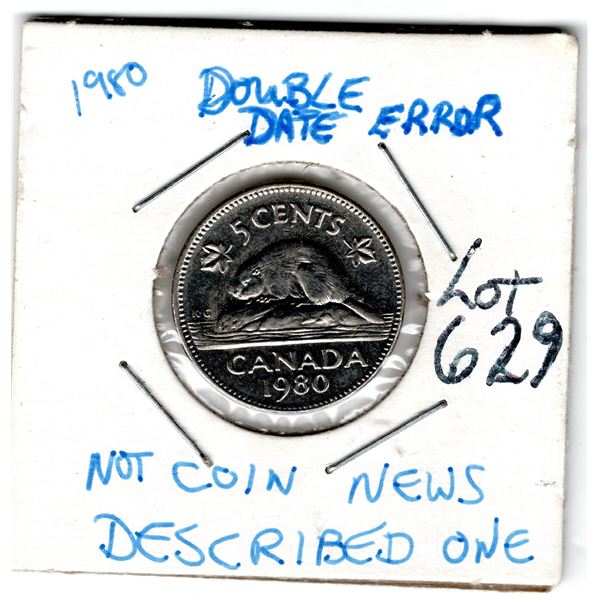 1980 DOUBLE
DATE ERROR
5 CENTS
K·G
CANADA
1980
LOT
629
NOT COIN NEWS
DESCRIBED ONE